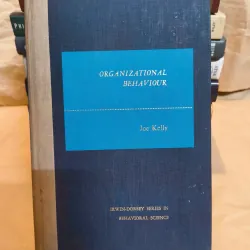 ORGANIZATIONAL
BEHAVIOUR
Joe Kelly
IRWIN-DORSEY SERIES IN
BEHAVIORAL SCIENCE